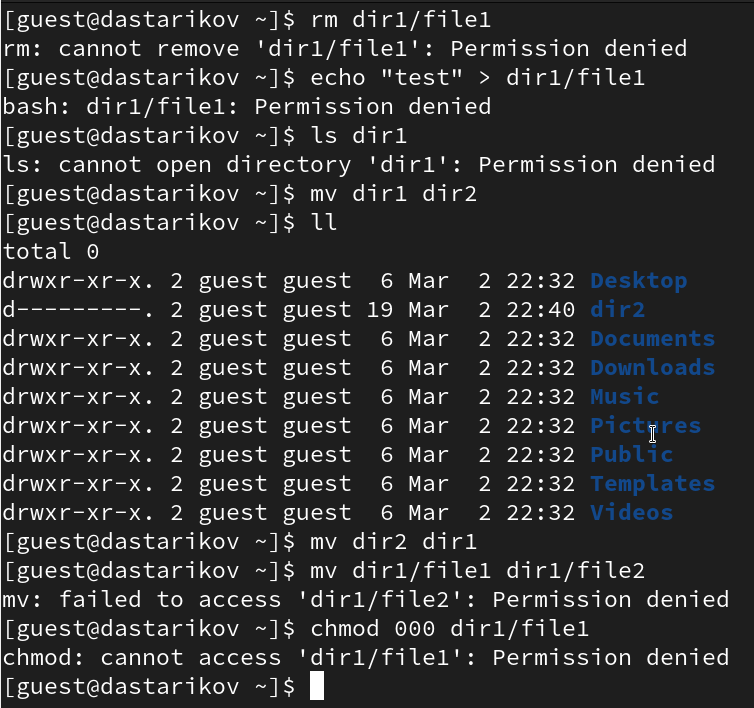 [guest@dastarikov ~]$ rm dir1/file1
rm: cannot remove 'dir1/file1': Permission denied
[guest@dastarikov ~]$ echo "test" > dir1/file1
bash: dir1/file1: Permission denied
[guest@dastarikov ~]$ ls dir1
ls: cannot open directory 'dir1': Permission denied
[guest@dastarikov ~]$ mv dir1 dir2
[guest@dastarikov ~]$ ll
total 0
drwxr-xr-x. 2 guest guest  6 Mar  2 22:32 Desktop
d---------. 2 guest guest 19 Mar  2 22:40 dir2
drwxr-xr-x. 2 guest guest  6 Mar  2 22:32 Documents
drwxr-xr-x. 2 guest guest  6 Mar  2 22:32 Downloads
drwxr-xr-x. 2 guest guest  6 Mar  2 22:32 Music
drwxr-xr-x. 2 guest guest  6 Mar  2 22:32 Pictures
drwxr-xr-x. 2 guest guest  6 Mar  2 22:32 Public
drwxr-xr-x. 2 guest guest  6 Mar  2 22:32 Templates
drwxr-xr-x. 2 guest guest  6 Mar  2 22:32 Videos
[guest@dastarikov ~]$ mv dir2 dir1
[guest@dastarikov ~]$ mv dir1/file1 dir1/file2
mv: failed to access 'dir1/file2': Permission denied
[guest@dastarikov ~]$ chmod 000 dir1/file1
chmod: cannot access 'dir1/file1': Permission denied
[guest@dastarikov ~]$